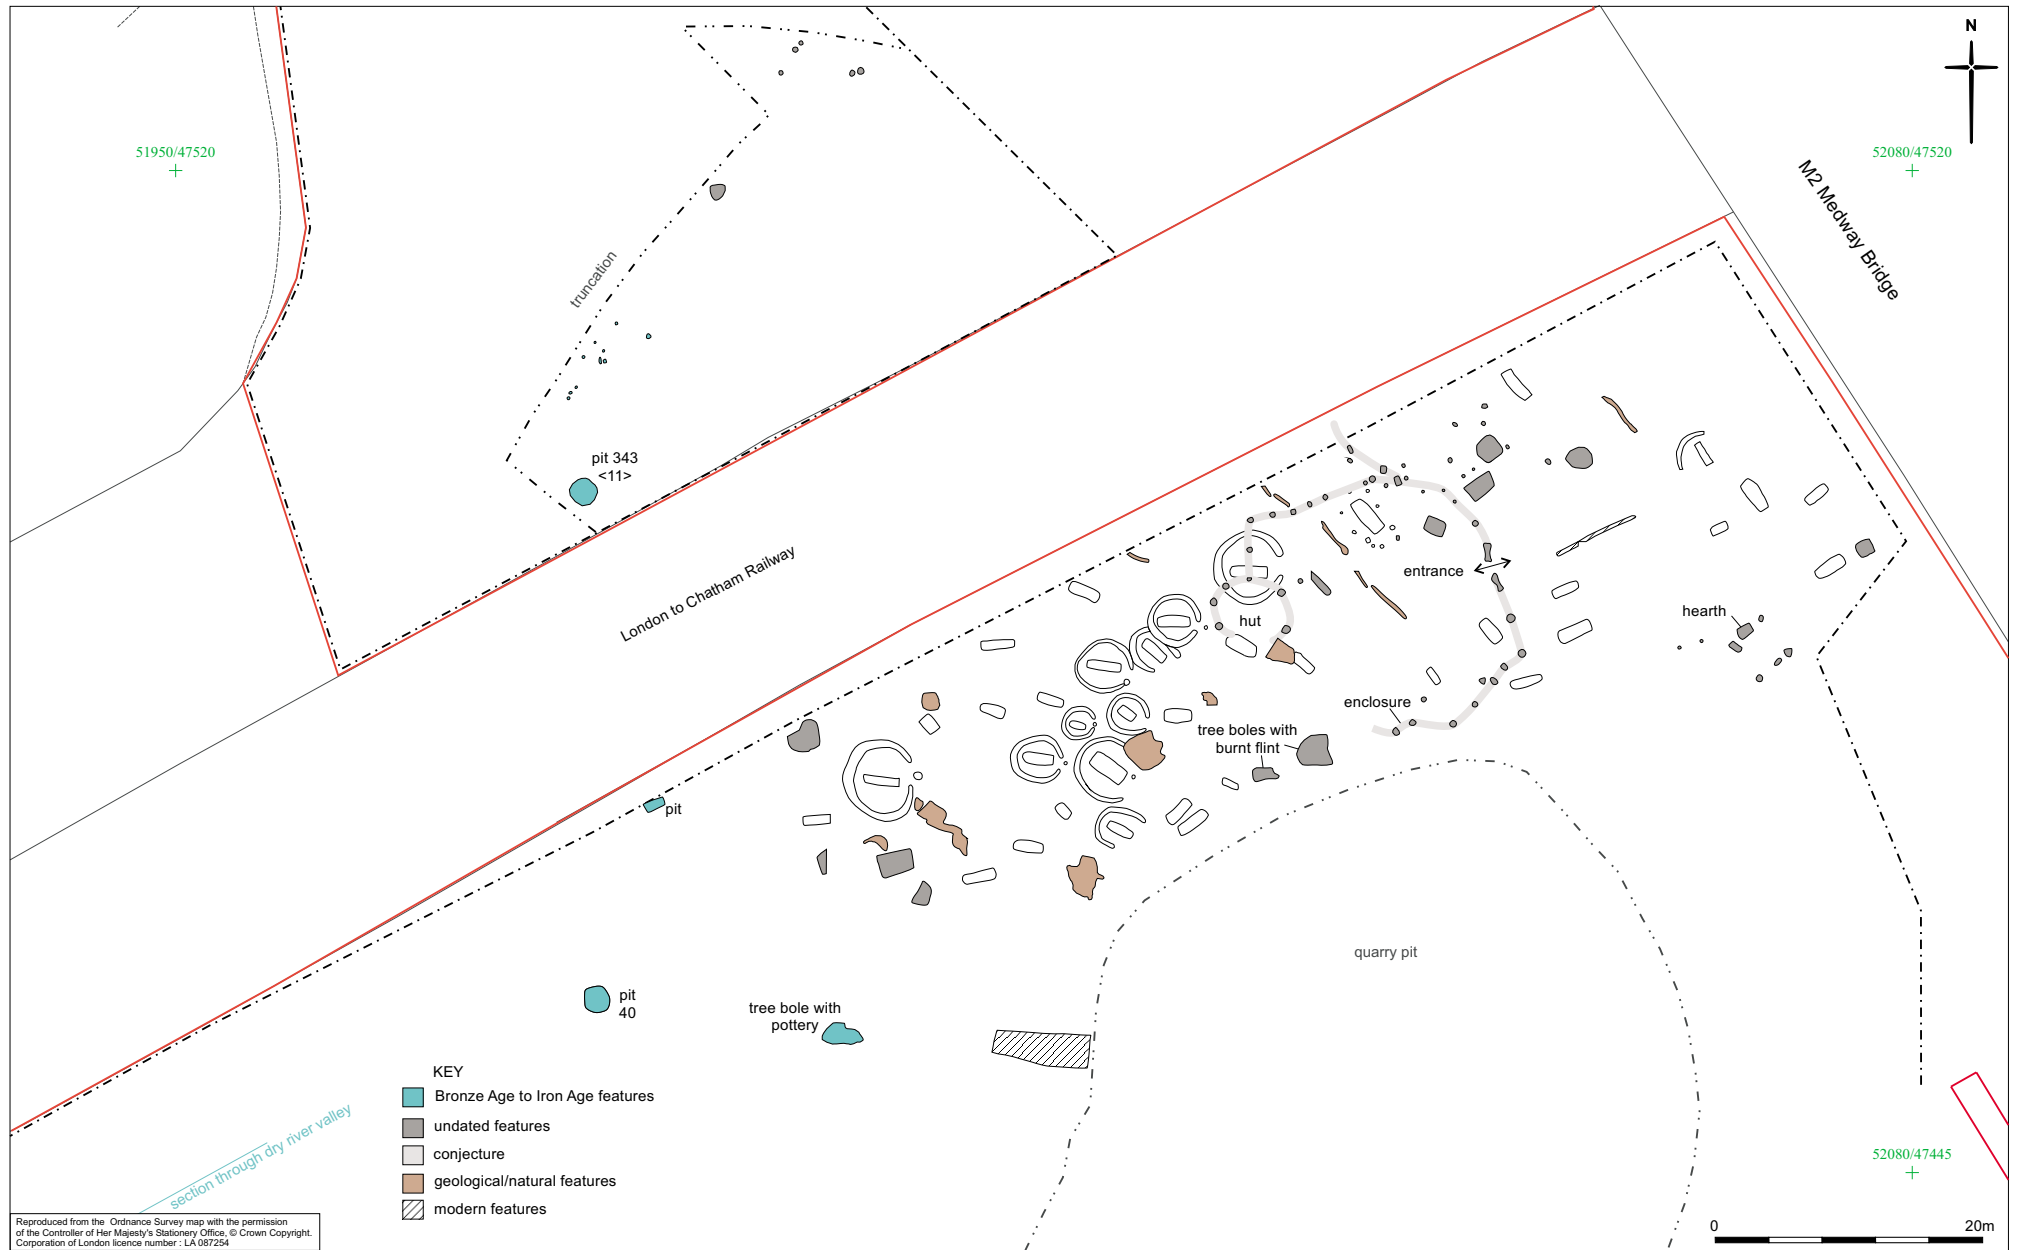 N
51950/47520
52080/47520
M2 Medway Bridge
truncation
pit 343
<11>
London to Chatham Railway
entrance
hearth
hut
enclosure
tree boles with
burnt flint
pit
quarry pit
pit
40
tree bole with
pottery
KEY
Bronze Age to Iron Age features
undated features
conjecture
geological/natural features
modern features
section through dry river valley
52080/47445
0 20m
Reproduced from the Ordnance Survey map with the permission
of the Controller of Her Majesty's Stationery Office, © Crown Copyright.
Corporation of London licence number : LA 087254